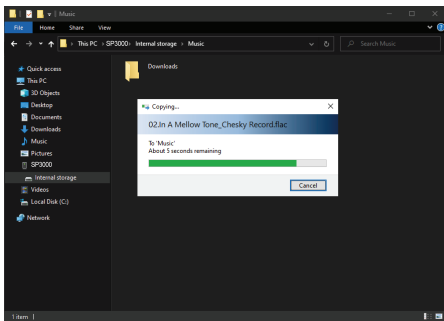 Music
File Home Share View
This PC › SP3000 › Internal storage › Music
Search Music
Quick access
Downloads
This PC
3D Objects
Desktop
Documents
Downloads
Music
Pictures
SP3000
Internal storage
Videos
Local Disk (C:)
Network
Copying...
02.In A Mellow Tone_Chesky Record.flac
To 'Music'
About 5 seconds remaining
Cancel
1 item